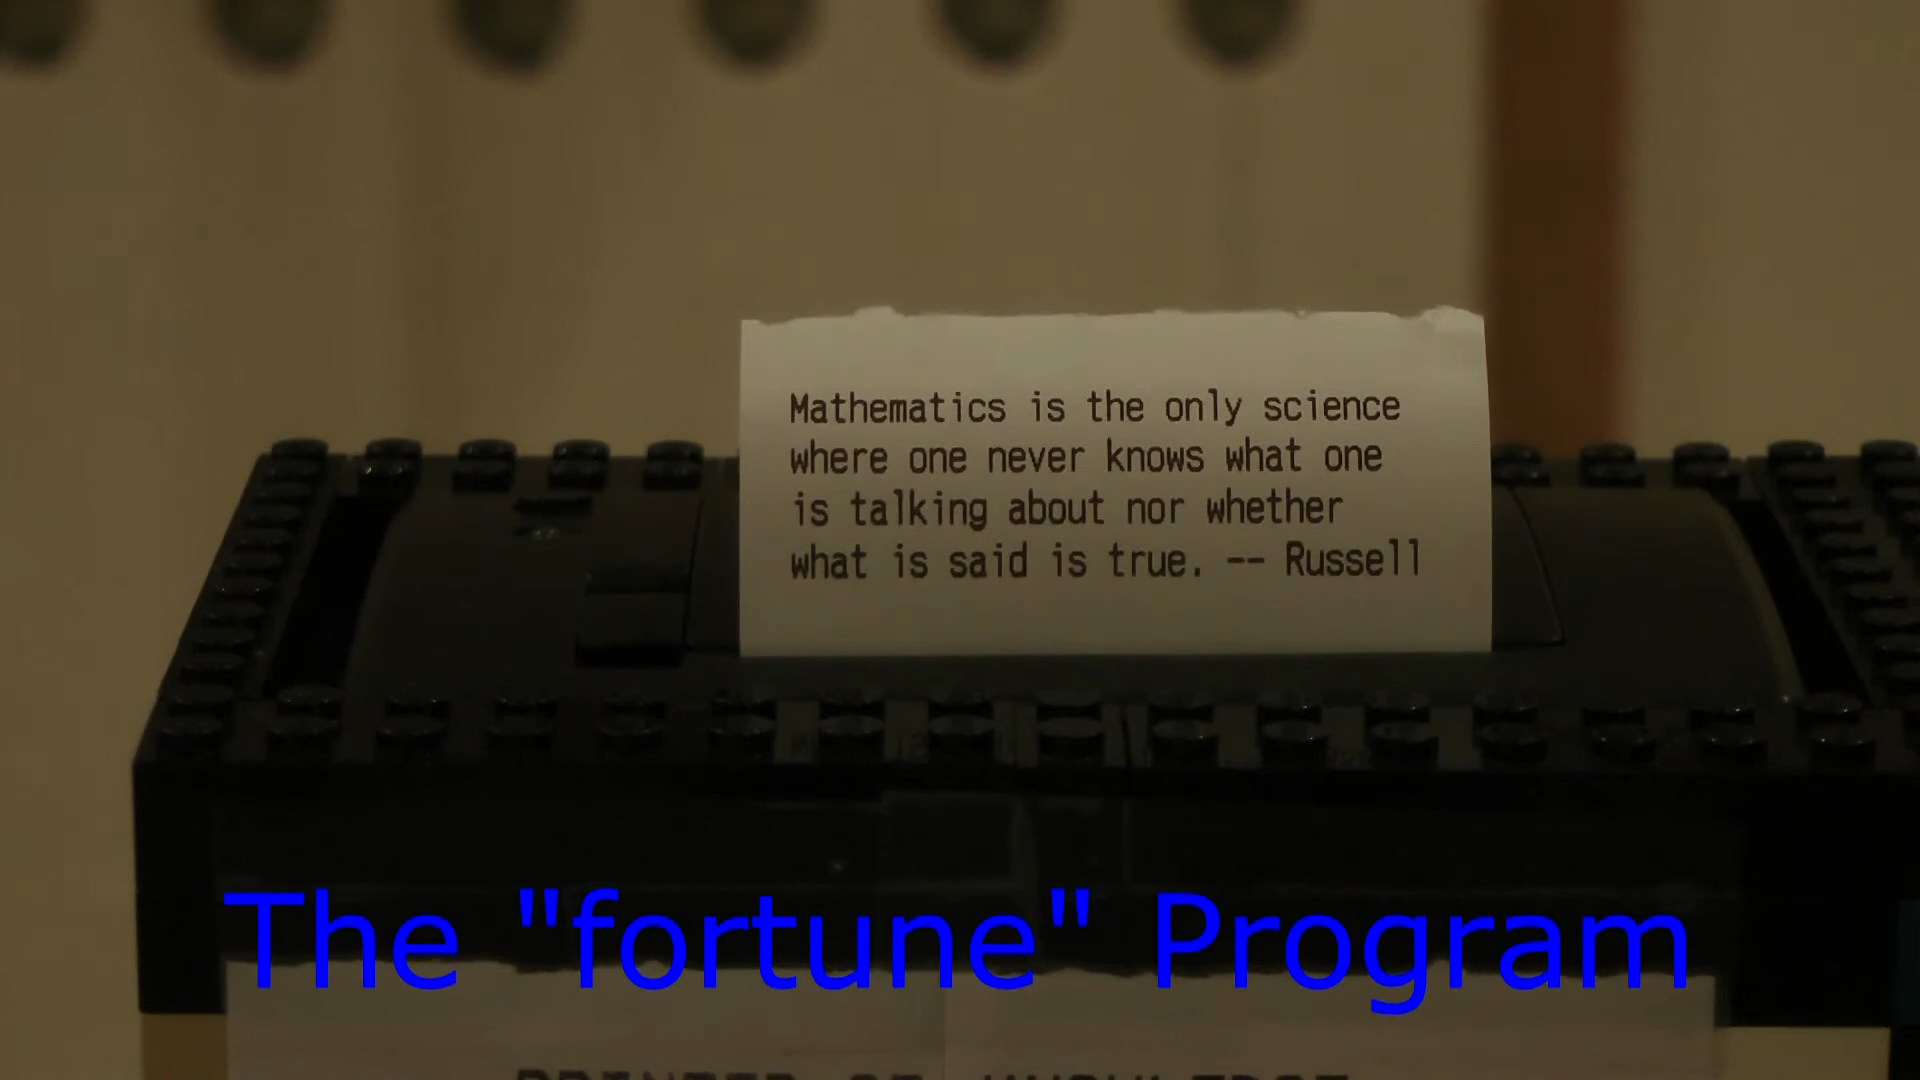 Mathematics is the only science
where one never knows what one
is talking about nor whether
what is said is true. -- Russell
The "fortune" Program